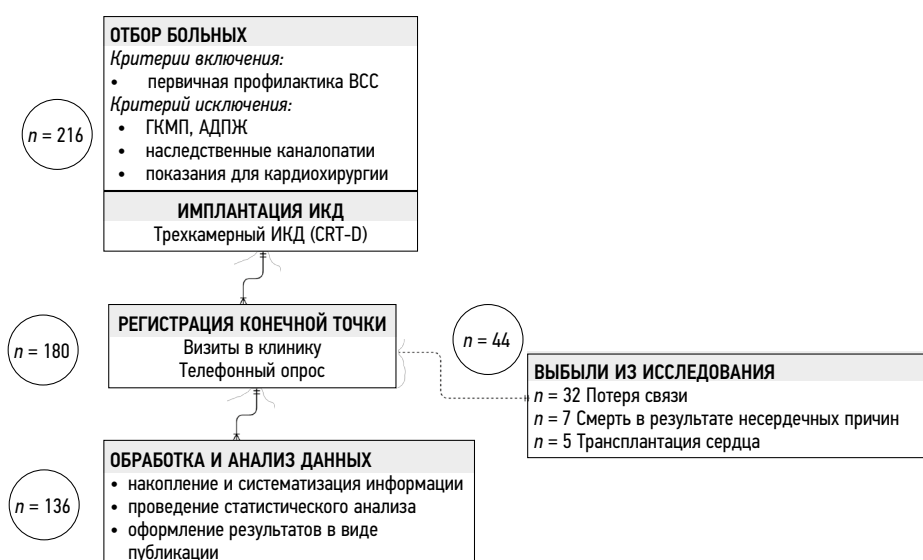 ОТБОР БОЛЬНЫХ
Критерии включения:
• первичная профилактика ВСС
Критерий исключения:
• ГКМП, АДПЖ
• наследственные каналопатии
• показания для кардиохирургии
n = 216
ИМПЛАНТАЦИЯ ИКД
Трехкамерный ИКД (CRT-D)
РЕГИСТРАЦИЯ КОНЕЧНОЙ ТОЧКИ
Визиты в клинику
Телефонный опрос
n = 180
n = 44
ВЫБЫЛИ ИЗ ИССЛЕДОВАНИЯ
n = 32 Потеря связи
n = 7 Смерть в результате несердечных причин
n = 5 Трансплантация сердца
ОБРАБОТКА И АНАЛИЗ ДАННЫХ
• накопление и систематизация информации
• проведение статистического анализа
• оформление результатов в виде
публикации
n = 136